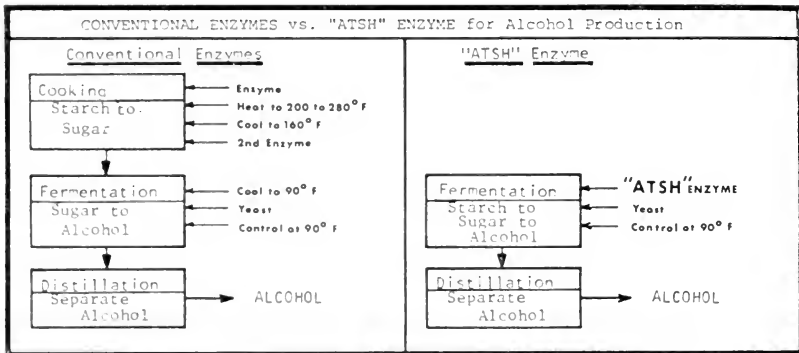 CONVENTIONAL ENZYMES vs. "ATSH" ENZYME for Alcohol Production
Conventional Enzymes
Cooking
Starch to
Sugar
Enzyme
Heat to 200 to 280° F
Cool to 160° F
2nd Enzyme
Fermentation
Sugar to
Alcohol
Cool to 90° F
Yeast
Control at 90° F
Distillation
Separate
Alcohol
ALCOHOL
"ATSH" Enzyme
Fermentation
Starch to
Sugar to
Alcohol
"ATSH" ENZYME
Yeast
Control at 90° F
Distillation
Separate
Alcohol
ALCOHOL